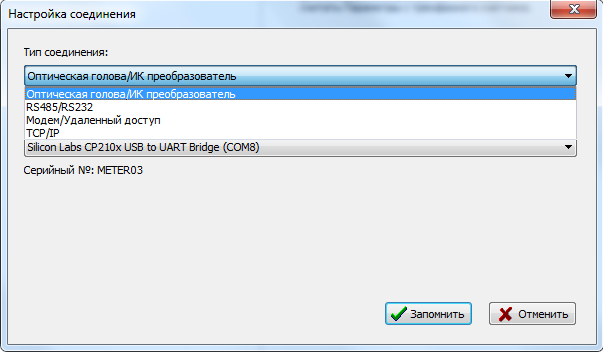 Настройка соединения
Тип соединения:
Оптическая голова/ИК преобразователь
Оптическая голова/ИК преобразователь
RS485/RS232
Модем/Удаленный доступ
TCP/IP
Silicon Labs CP210x USB to UART Bridge (COM8)
Серийный №: METER03
Запомнить
Отменить